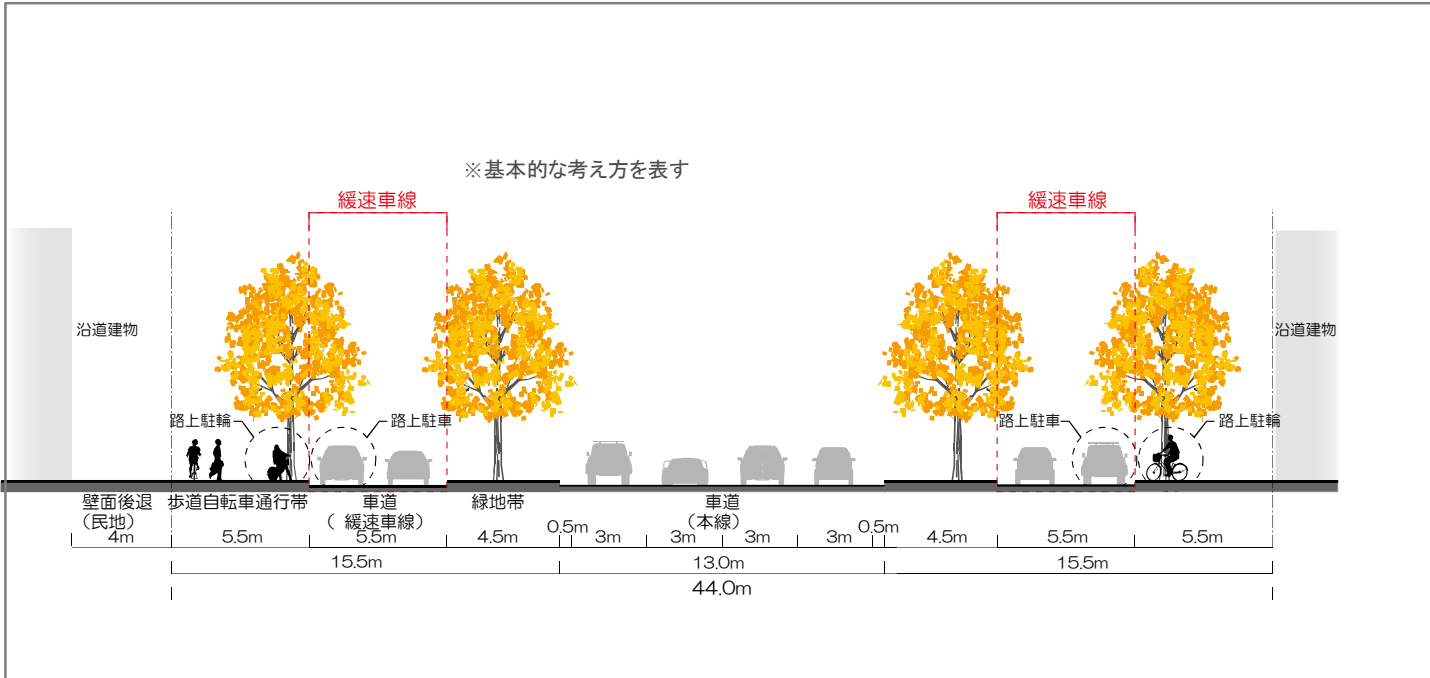 ※基本的な考え方を表す
緩速車線
緩速車線
沿道建物
沿道建物
路上駐輪
路上駐車
路上駐車
路上駐輪
壁面後退
（民地）
歩道自転車通行帯
車道
（ 緩速車線）
緑地帯
車道
（本線）
4m
5.5m
5.5m
4.5m
0.5m
3m
3m
3m
3m
0.5m
4.5m
5.5m
5.5m
15.5m
13.0m
15.5m
44.0m